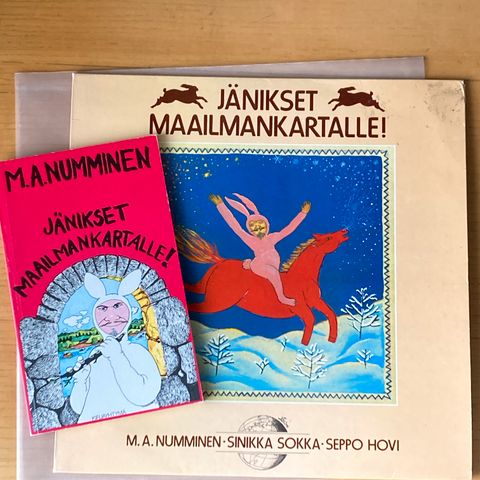 JÄNIKSET
MAAILMANKARTALLE!
M.A.NUMMINEN
JÄNIKSET
MAAILMANKARTALLE!
M.A. NUMMINEN · SINIKKA SOKKA · SEPPO HOVI